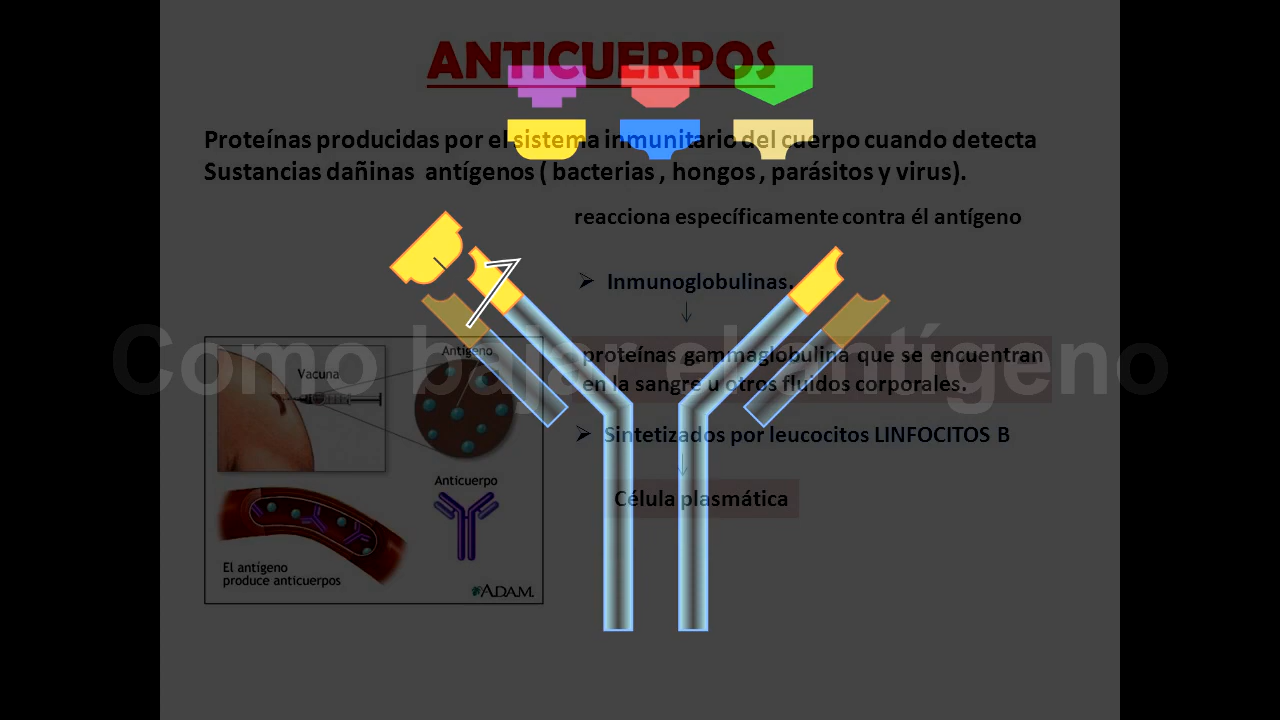 ANTICUERPOS
Proteínas producidas por el sistema inmunitario del cuerpo cuando detecta
Sustancias dañinas antígenos ( bacterias , hongos , parásitos y virus).
reacciona específicamente contra él antígeno
Inmunoglobulinas.
proteínas gammaglobulina que se encuentran
en la sangre u otros fluidos corporales.
Como bajar el antígeno
Sintetizados por leucocitos LINFOCITOS B
Célula plasmática
Antígeno
Vacuna
Anticuerpo
El antígeno
produce anticuerpos
ADAM.